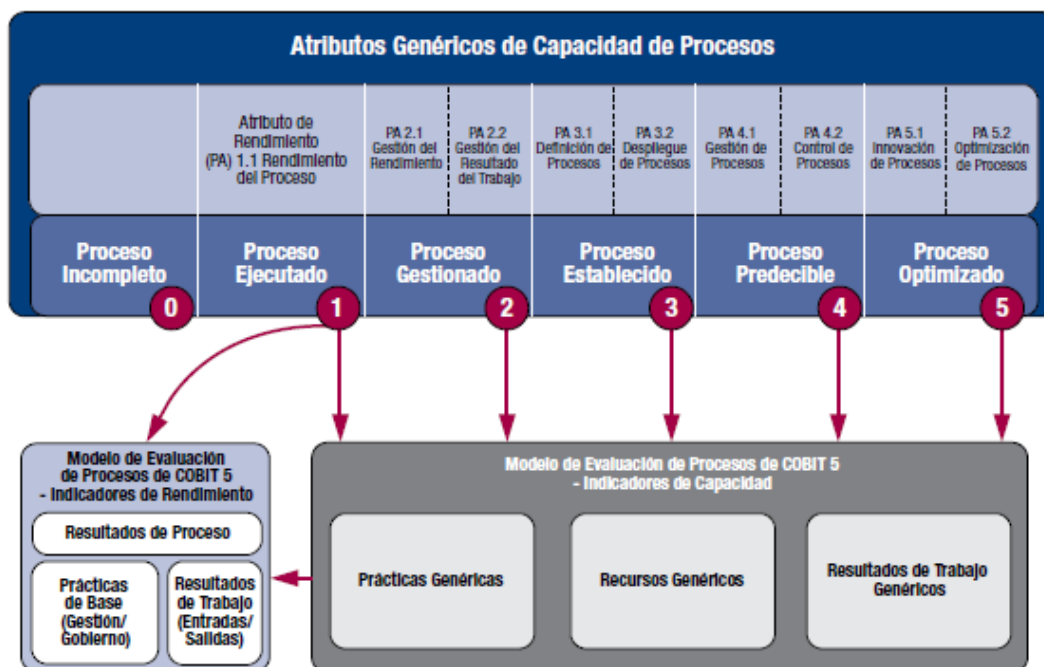 Atributos Genéricos de Capacidad de Procesos
Atributo de
Rendimiento
(PA) 1.1 Rendimiento
del Proceso
PA 2.1
Gestión del
Rendimiento
PA 2.2
Gestión del
Resultado
del Trabajo
PA 3.1
Definición de
Procesos
PA 3.2
Despliegue
de Procesos
PA 4.1
Gestión de
Procesos
PA 4.2
Control de
Procesos
PA 5.1
Innovación
de Procesos
PA 5.2
Optimización
de Procesos
Proceso
Incompleto
0
Proceso
Ejecutado
1
Proceso
Gestionado
2
Proceso
Establecido
3
Proceso
Predecible
4
Proceso
Optimizado
5
Modelo de Evaluación
de Procesos de COBIT 5
- Indicadores de Rendimiento
Resultados de Proceso
Prácticas
de Base
(Gestión/
Gobierno)
Resultados
de Trabajo
(Entradas/
Salidas)
Modelo de Evaluación de Procesos de COBIT 5
- Indicadores de Capacidad
Prácticas Genéricas
Recursos Genéricos
Resultados de Trabajo
Genéricos